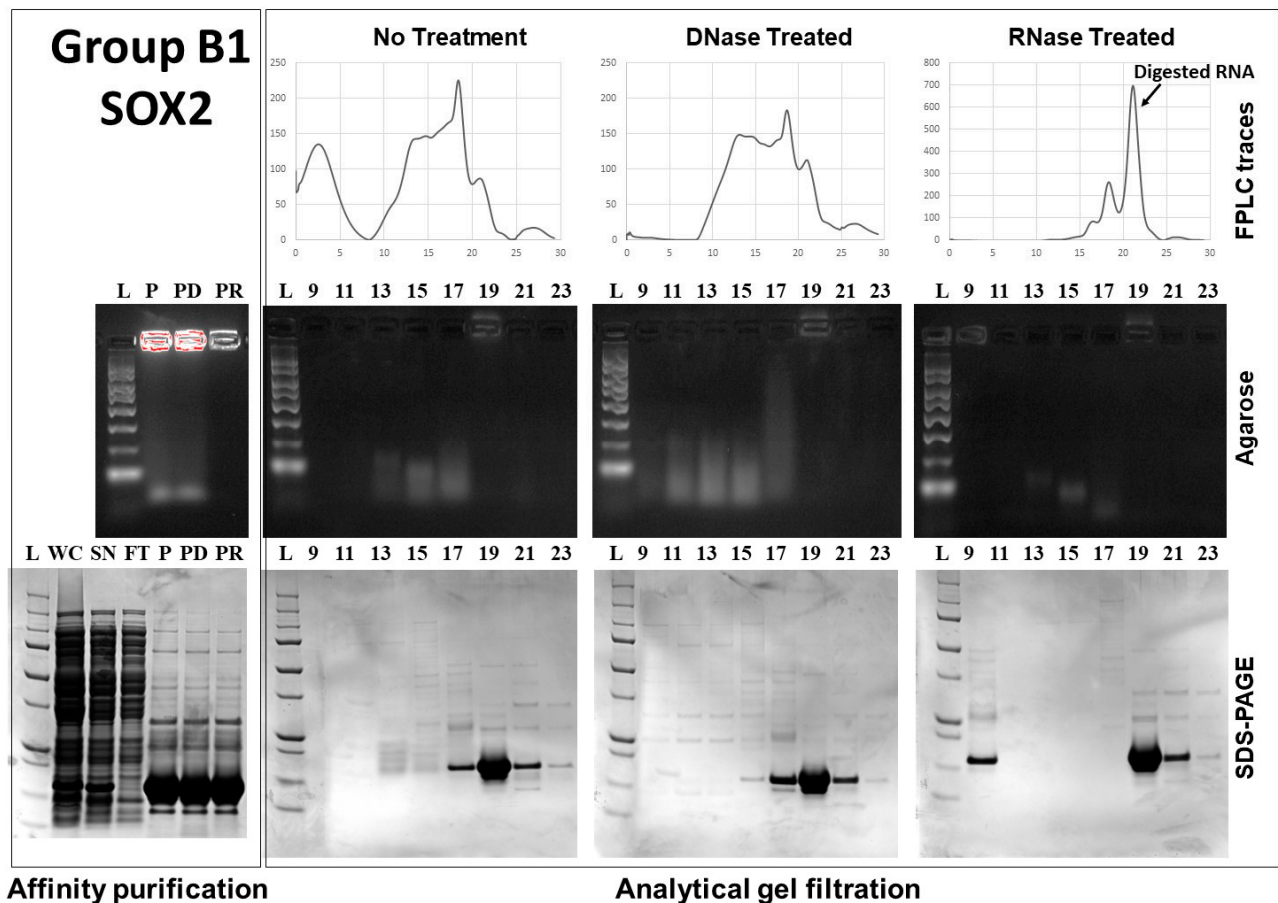 Group B1
SOX2
No Treatment
DNase Treated
RNase Treated
250
200
150
100
50
0
0 5 10 15 20 25 30
250
200
150
100
50
0
0 5 10 15 20 25 30
800
700
600
500
400
300
200
100
0
0 5 10 15 20 25 30
Digested RNA
FPLC traces
L P PD PR
L 9 11 13 15 17 19 21 23
L 9 11 13 15 17 19 21 23
L 9 11 13 15 17 19 21 23
Agarose
L WC SN FT P PD PR
L 9 11 13 15 17 19 21 23
L 9 11 13 15 17 19 21 23
L 9 11 13 15 17 19 21 23
SDS-PAGE
Affinity purification
Analytical gel filtration